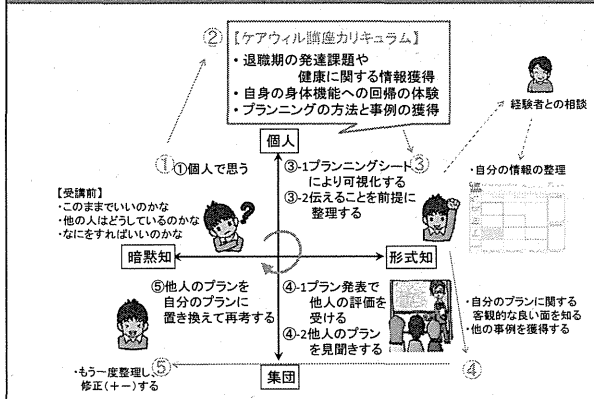 ②
【ケアウィル講座カリキュラム】
・退職期の発達課題や
健康に関する情報獲得
・自身の身体機能への回帰の体験
・プランニングの方法と事例の獲得
経験者との相談
個人
①
①個人で思う
③-1プランニングシート
により可視化する
③-2伝えることを前提に
整理する
③
・自分の情報の整理
【受講前】
・このままでいいのかな
・他の人はどうしているのかな
・なにをすればいいのかな
暗黙知
形式知
⑤他人のプランを
自分のプランに
置き換えて再考する
④-1プラン発表で
他人の評価を
受ける
④-2他人のプラン
を見聞きする
・自分のプランに関する
客観的な良い面を知る
・他の事例を獲得する
・もう一度整理し、
修正(+-)する
⑤
集団
④